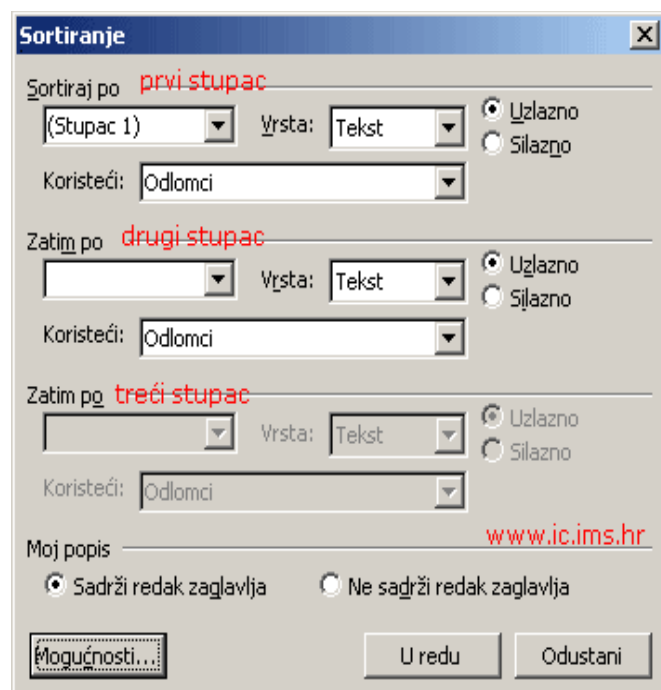 Sortiranje
Sortiraj po prvi stupac
(Stupac 1) Vrsta: Tekst Uzlazno
Silazno
Koristeći: Odlomci
Zatim po drugi stupac
Vrsta: Tekst Uzlazno
Silazno
Koristeći: Odlomci
Zatim po treći stupac
Vrsta: Tekst Uzlazno
Silazno
Koristeći: Odlomci
www.ic.ims.hr
Moj popis
Sadrži redak zaglavlja Ne sadrži redak zaglavlja
Mogućnosti... U redu Odustani